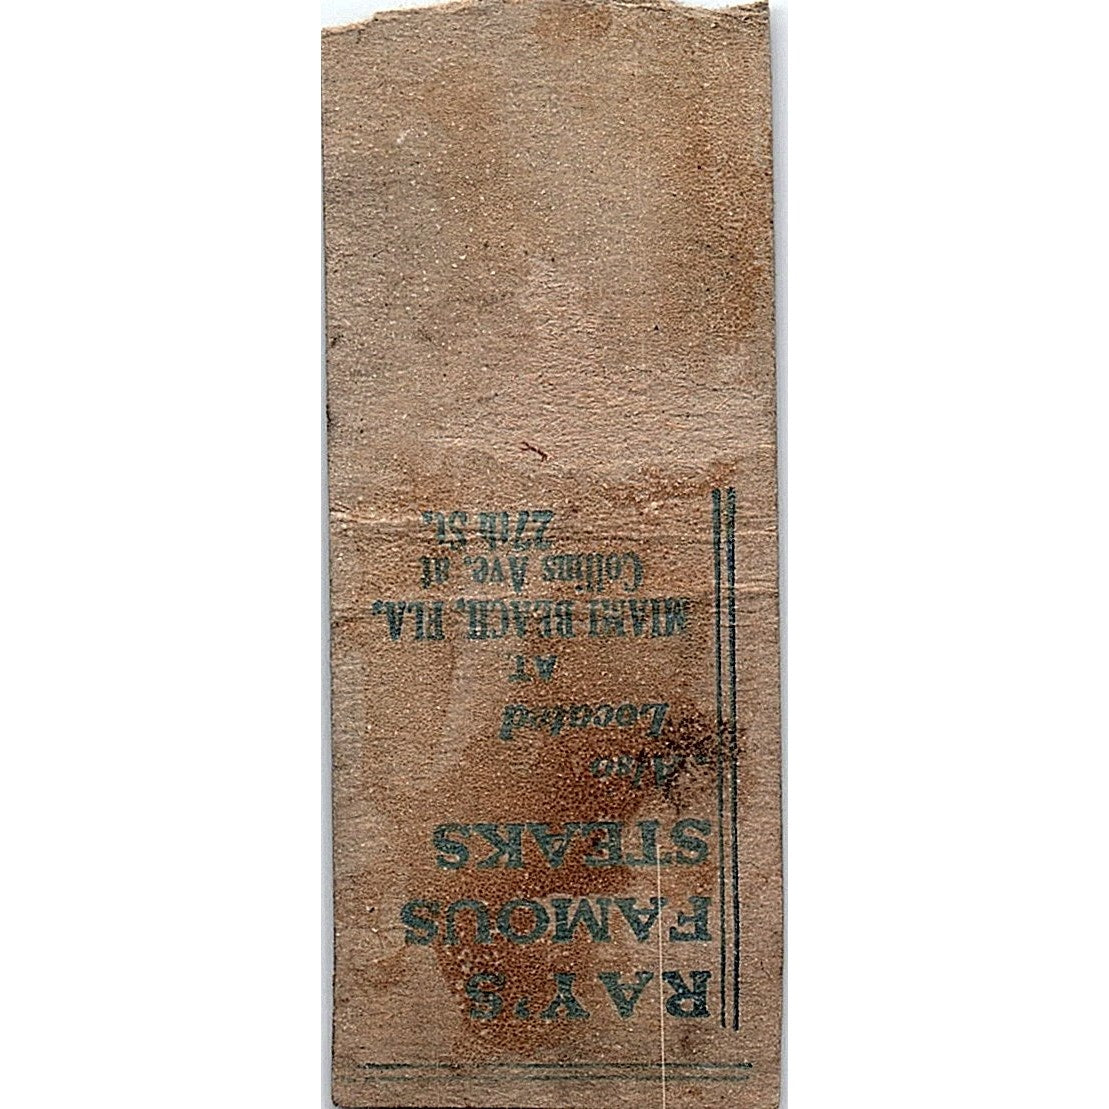 RAY'S
FAMOUS
STEAKS
Also
Located
AT
MIAMI BEACH, FLA.
Collins Ave. at
27th St.